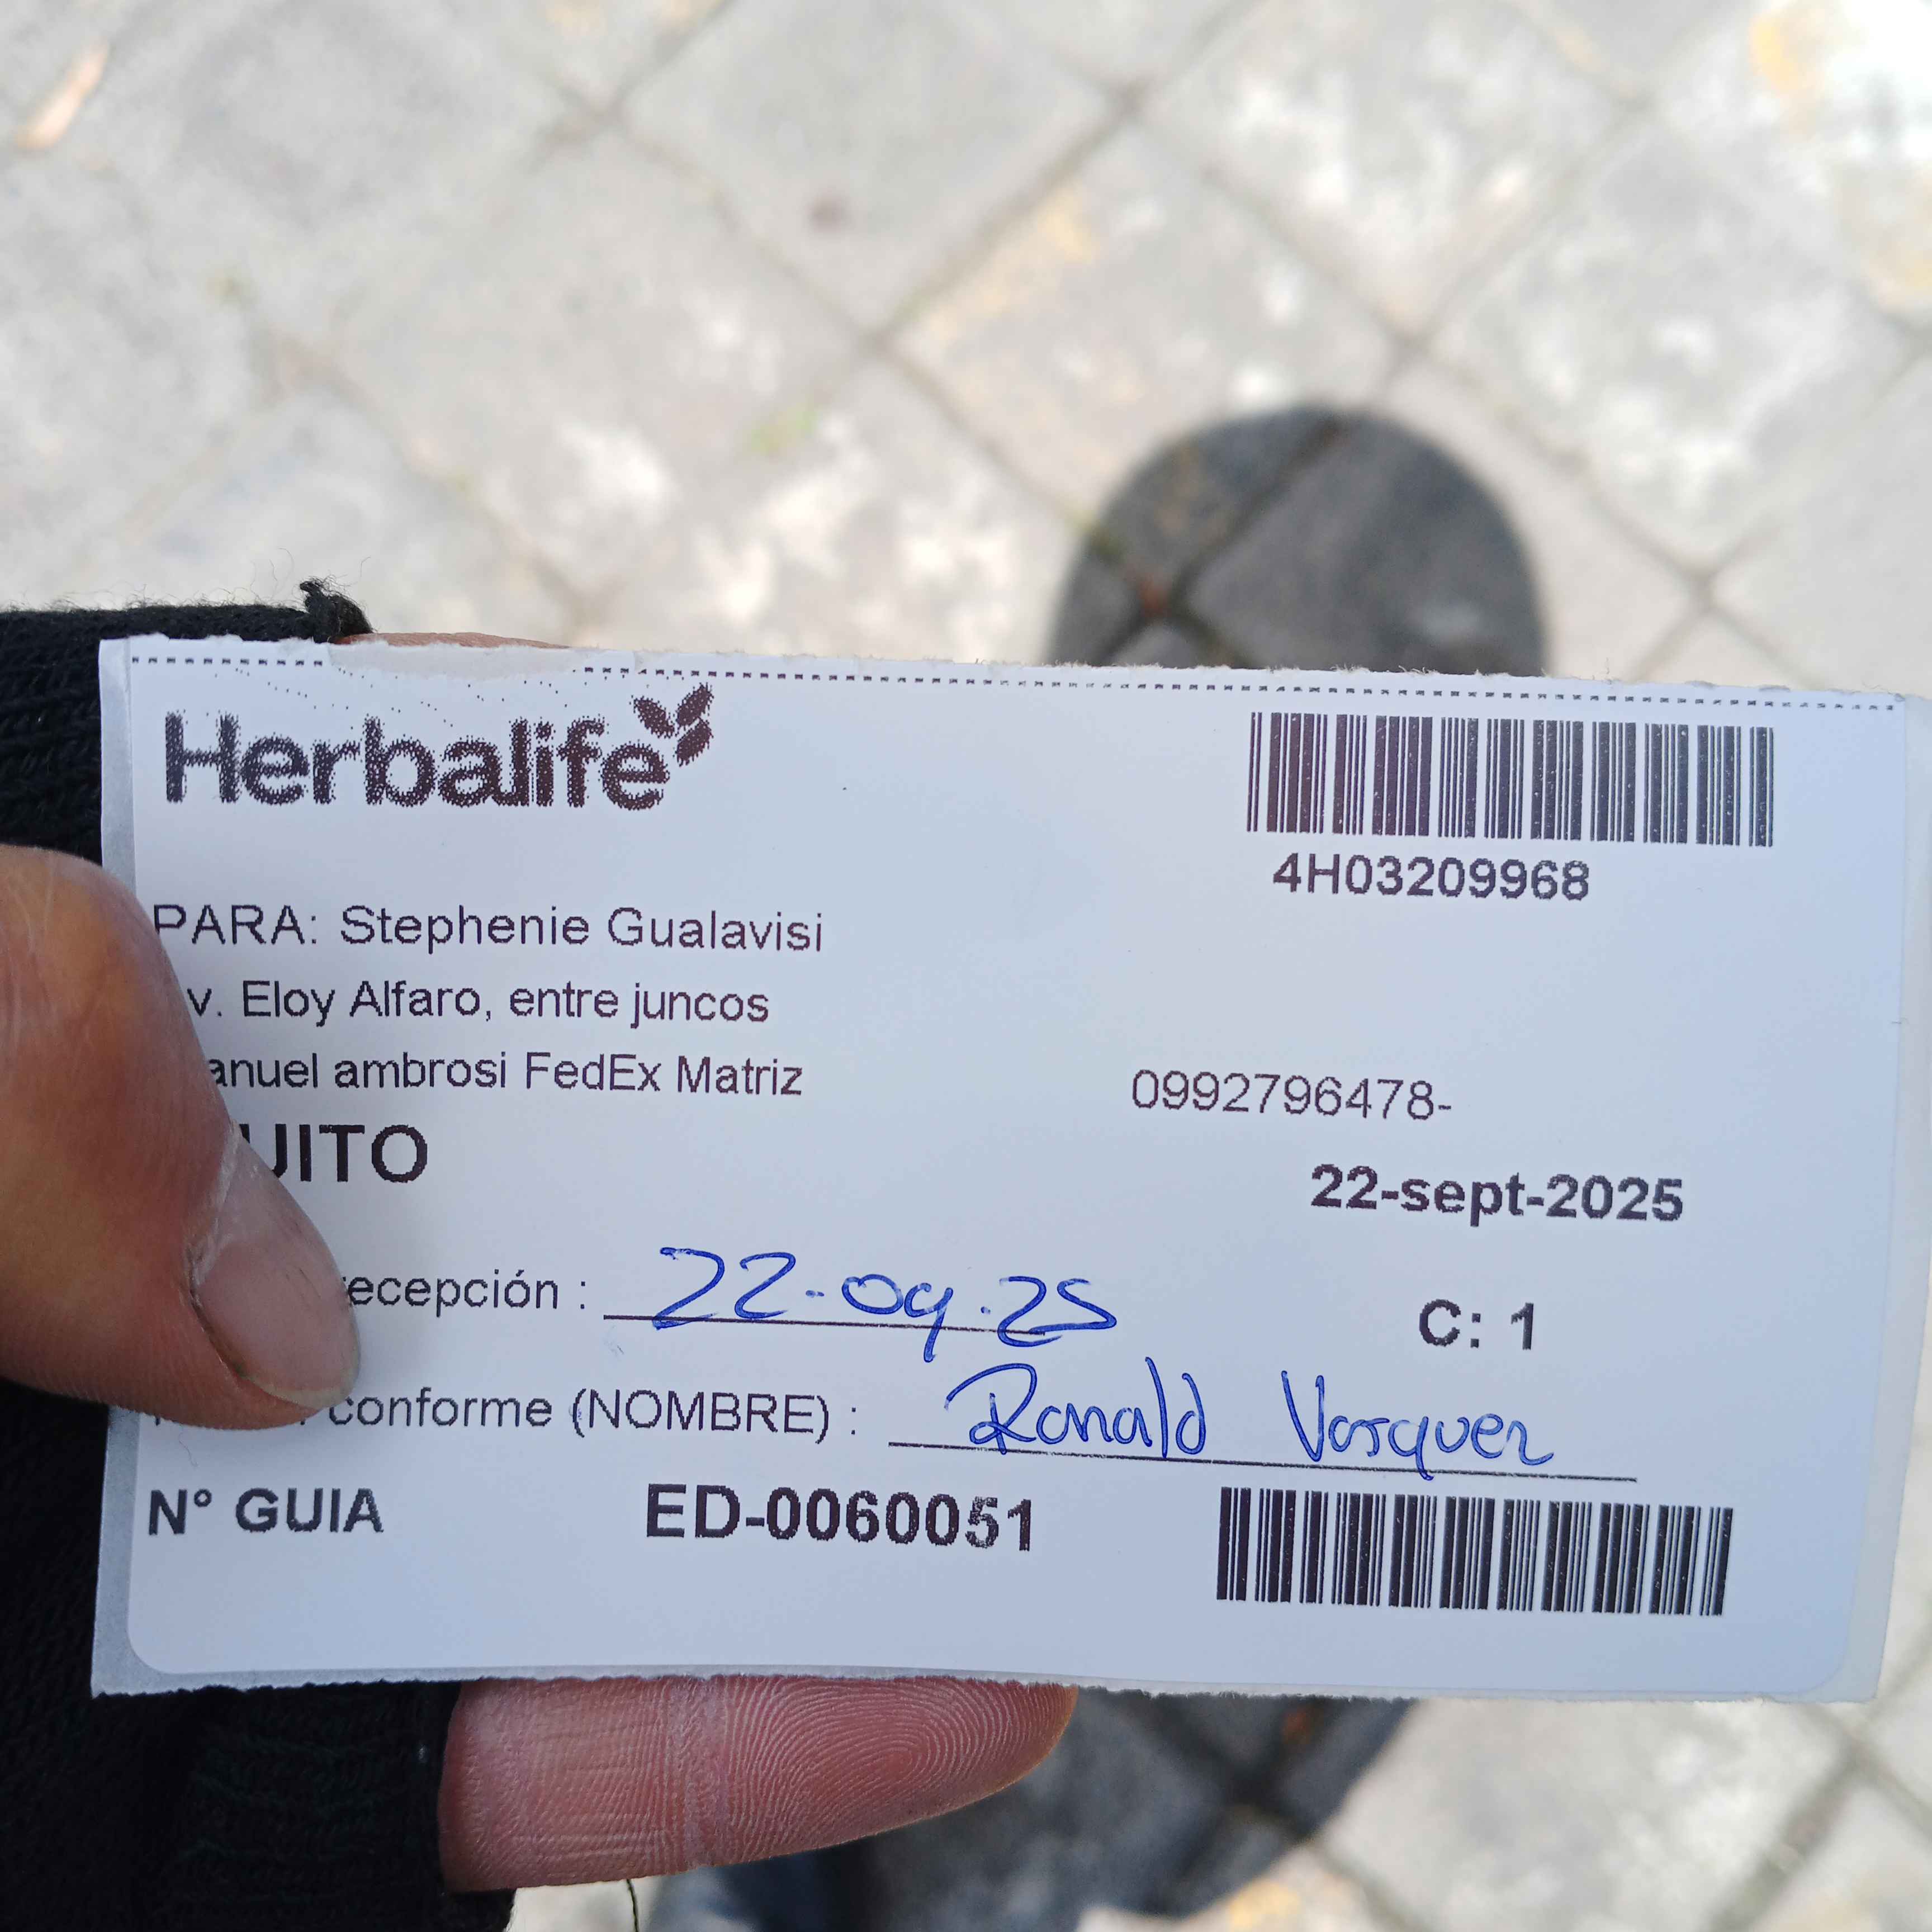 Herbalife
4H03209968
PARA: Stephenie Gualavisi
v. Eloy Alfaro, entre juncos
anuel ambrosi FedEx Matriz
0992796478-
UITO
22-sept-2025
ecepción : 22-09-25
C: 1
conforme (NOMBRE) : Ronald Vasquez
N° GUIA ED-0060051